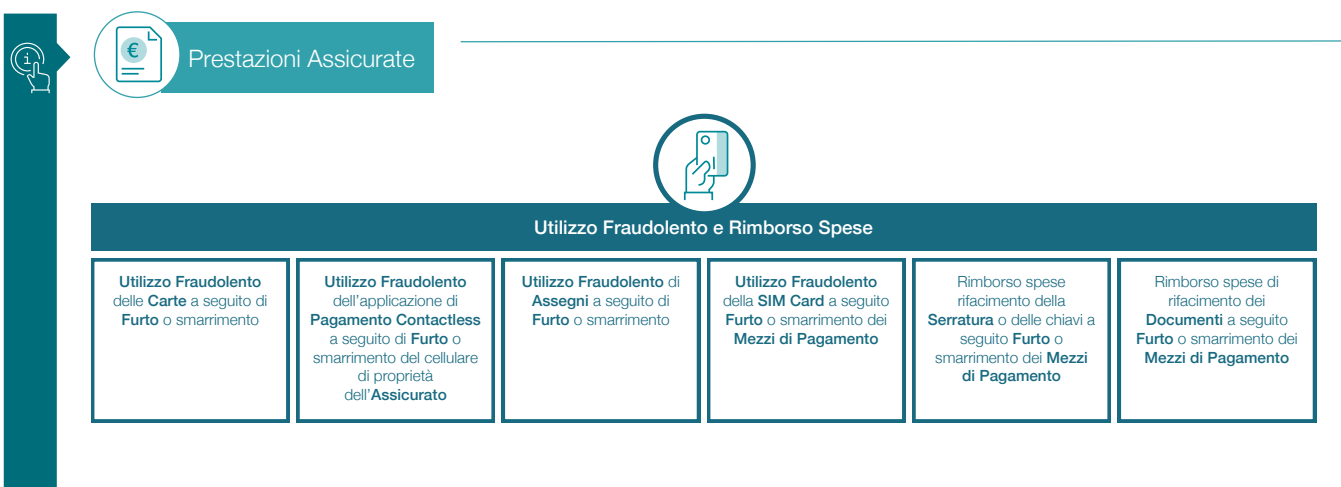 Prestazioni Assicurate
€
Utilizzo Fraudolento e Rimborso Spese
Utilizzo Fraudolento
delle Carte a seguito di
Furto o smarrimento
Utilizzo Fraudolento
dell'applicazione di
Pagamento Contactless
a seguito di Furto o
smarrimento del cellulare
di proprietà
dell'Assicurato
Utilizzo Fraudolento di
Assegni a seguito di
Furto o smarrimento
Utilizzo Fraudolento
della SIM Card a seguito
Furto o smarrimento dei
Mezzi di Pagamento
Rimborso spese
rifacimento della
Serratura o delle chiavi a
seguito Furto o
smarrimento dei Mezzi
di Pagamento
Rimborso spese di
rifacimento dei
Documenti a seguito
Furto o smarrimento dei
Mezzi di Pagamento